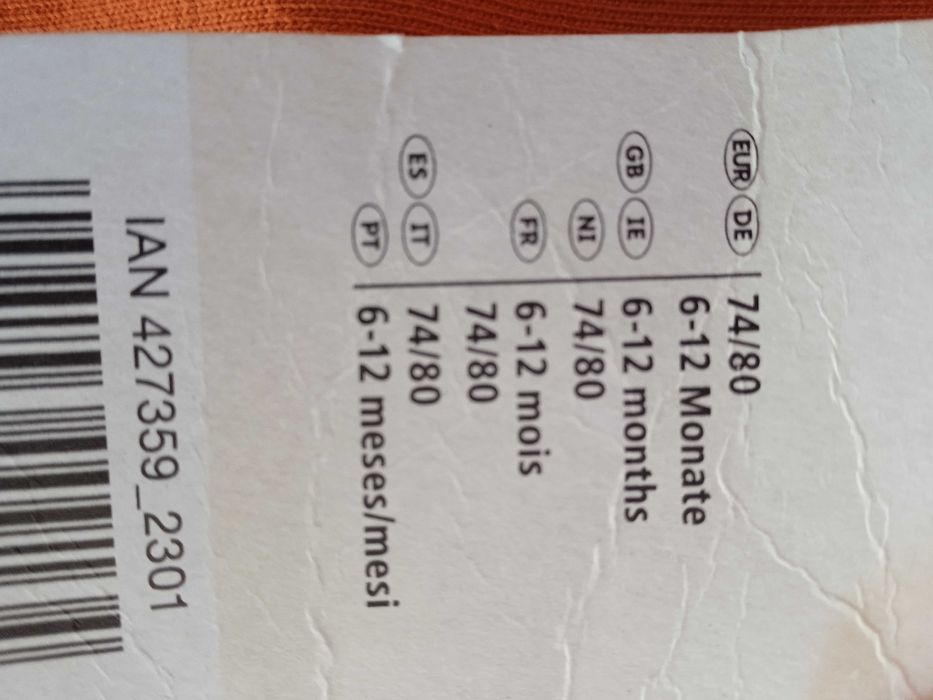 EUR DE 74/80
6-12 Monate
GB IE 6-12 months
NI 74/80
FR 6-12 mois
74/80
ES IT 74/80
PT 6-12 meses/mesi
IAN 427359_2301